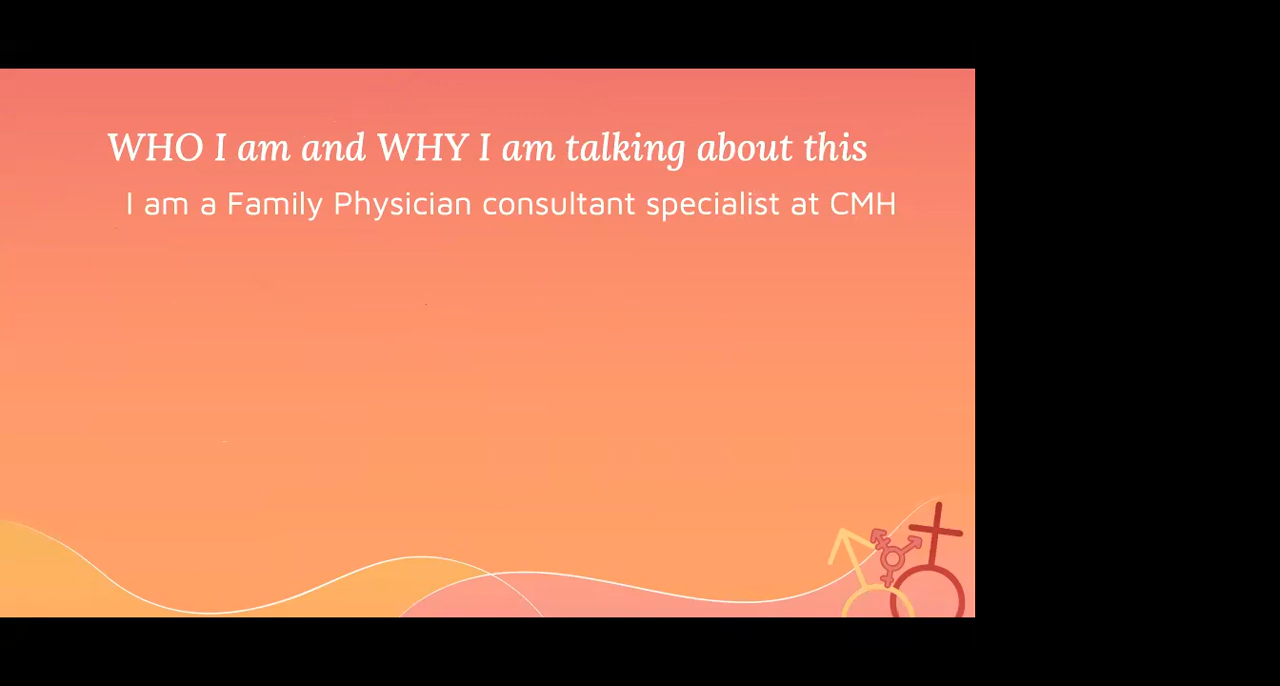 WHO I am and WHY I am talking about this
I am a Family Physician consultant specialist at CMH